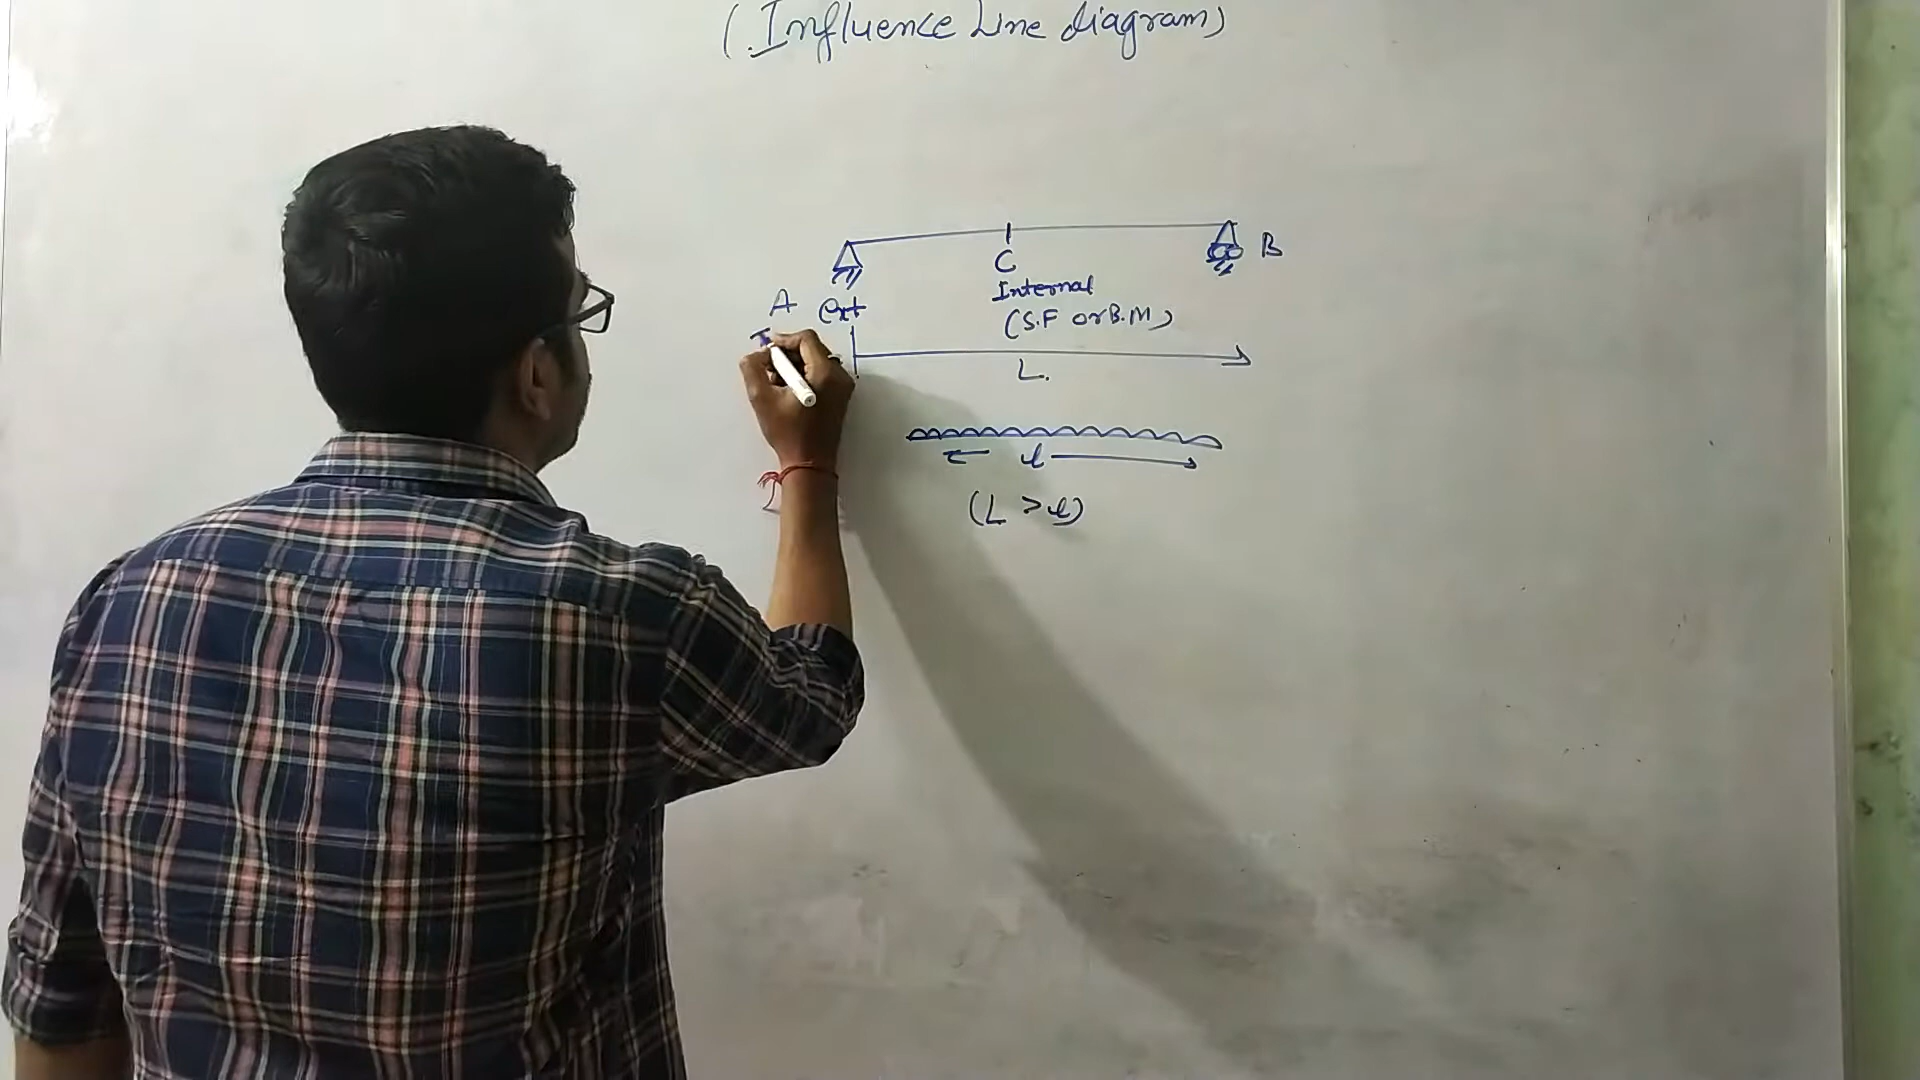 (.Influence Line diagram)
B
C
Internal
A ext
(S.F or B.M)
L.
l
(L > l)